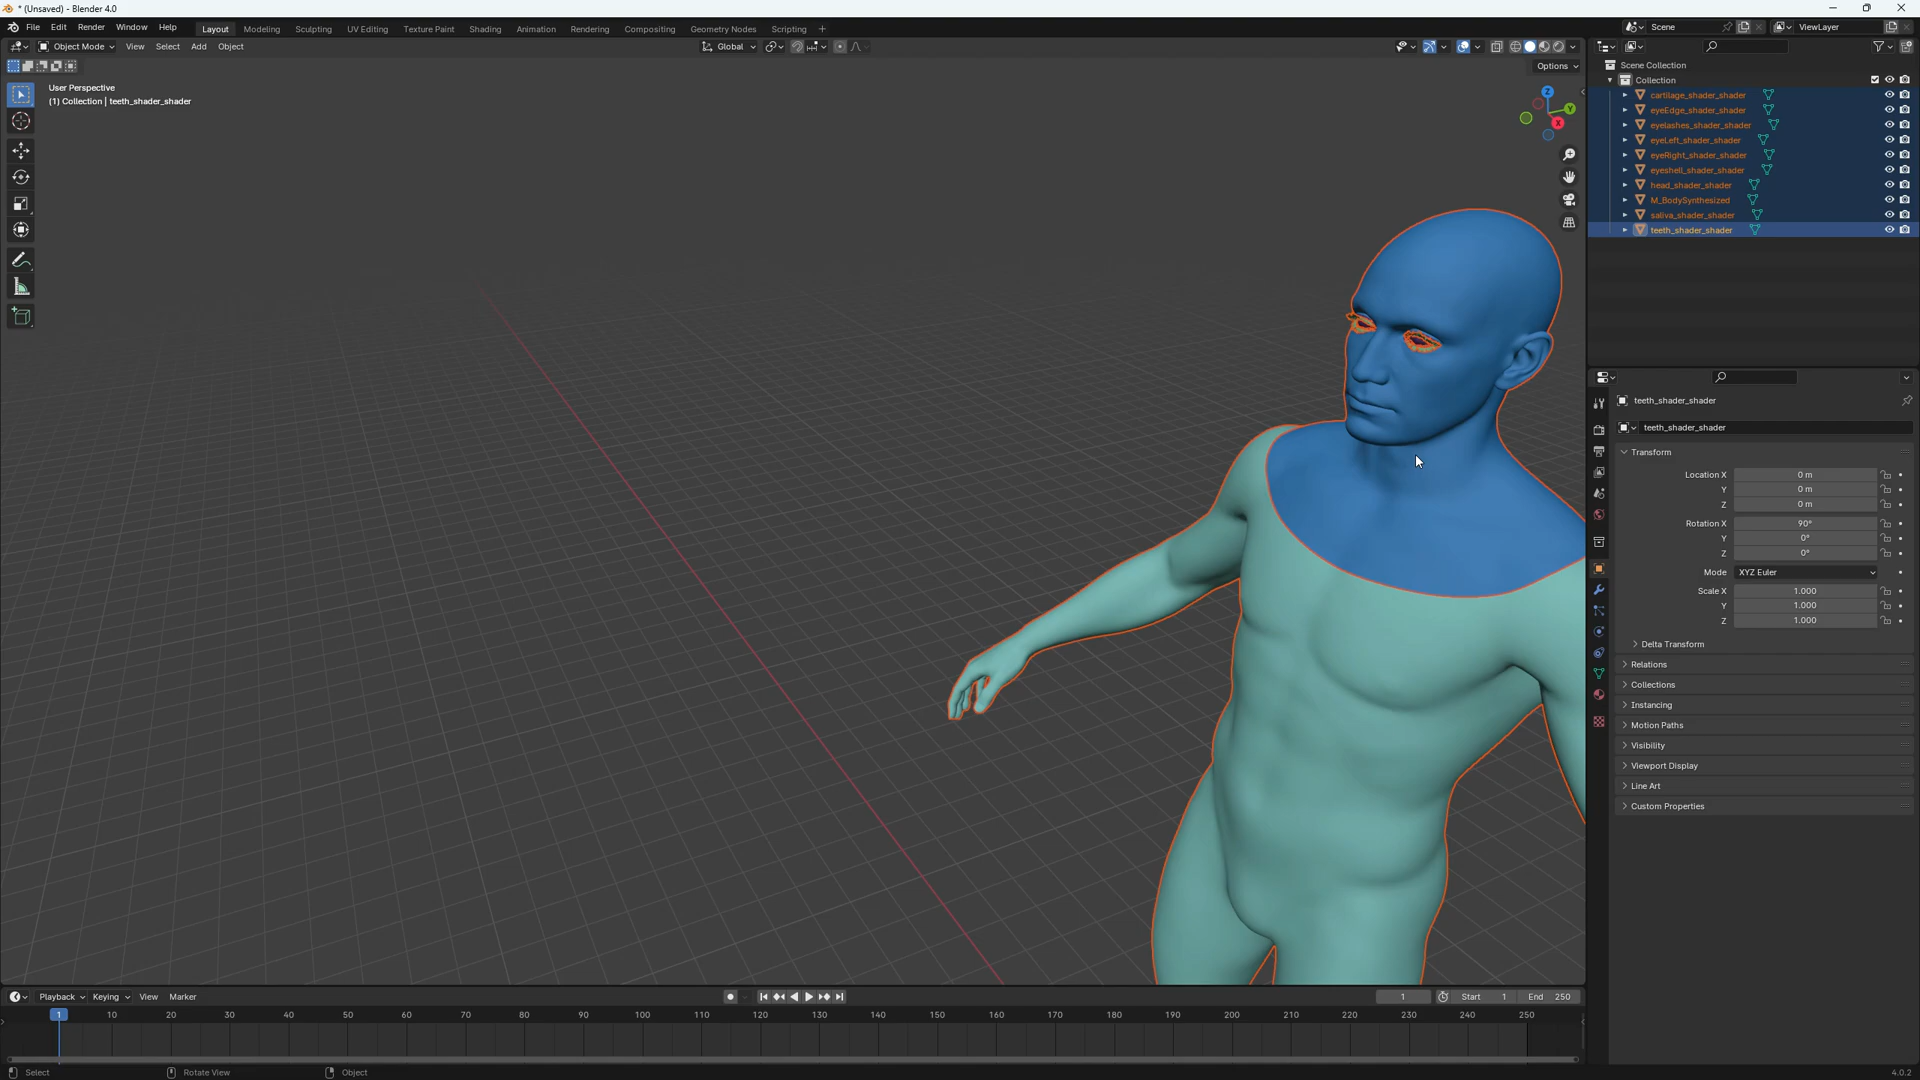 * (Unsaved) - Blender 4.0
File Edit Render Window Help Layout Modeling Sculpting UV Editing Texture Paint Shading Animation Rendering Compositing Geometry Nodes Scripting + Scene ViewLayer
Object Mode View Select Add Object Global
Options
User Perspective
(1) Collection | teeth_shader_shader
Z
Y
X
Scene Collection
Collection
cartilage_shader_shader
eyeEdge_shader_shader
eyelashes_shader_shader
eyeLeft_shader_shader
eyeRight_shader_shader
eyeshell_shader_shader
head_shader_shader
M_BodySynthesized
saliva_shader_shader
teeth_shader_shader
teeth_shader_shader
teeth_shader_shader
Transform
Location X 0 m
Y 0 m
Z 0 m
Rotation X 90°
Y 0°
Z 0°
Mode XYZ Euler
Scale X 1.000
Y 1.000
Z 1.000
Delta Transform
Relations
Collections
Instancing
Motion Paths
Visibility
Viewport Display
Line Art
Custom Properties
Playback Keying View Marker 1 Start 1 End 250
1 10 20 30 40 50 60 70 80 90 100 110 120 130 140 150 160 170 180 190 200 210 220 230 240 250
Select Rotate View Object 4.0.2